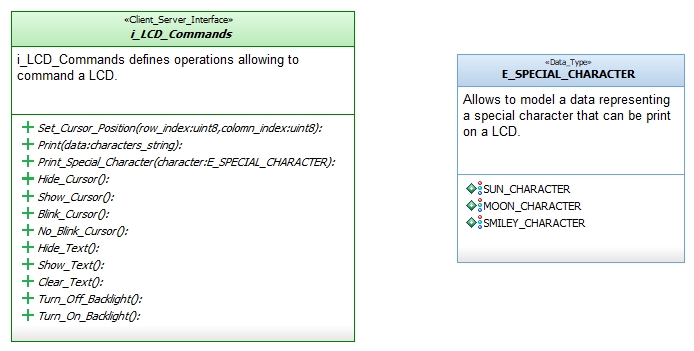 «Client_Server_Interface»
i_LCD_Commands
i_LCD_Commands defines operations allowing to
command a LCD.
Set_Cursor_Position(row_index:uint8,colomn_index:uint8):
Print(data:characters_string):
Print_Special_Character(character:E_SPECIAL_CHARACTER):
Hide_Cursor():
Show_Cursor():
Blink_Cursor():
No_Blink_Cursor():
Hide_Text():
Show_Text():
Clear_Text():
Turn_Off_Backlight():
Turn_On_Backlight():
«Data_Type»
E_SPECIAL_CHARACTER
Allows to model a data representing
a special character that can be print
on a LCD.
SUN_CHARACTER
MOON_CHARACTER
SMILEY_CHARACTER